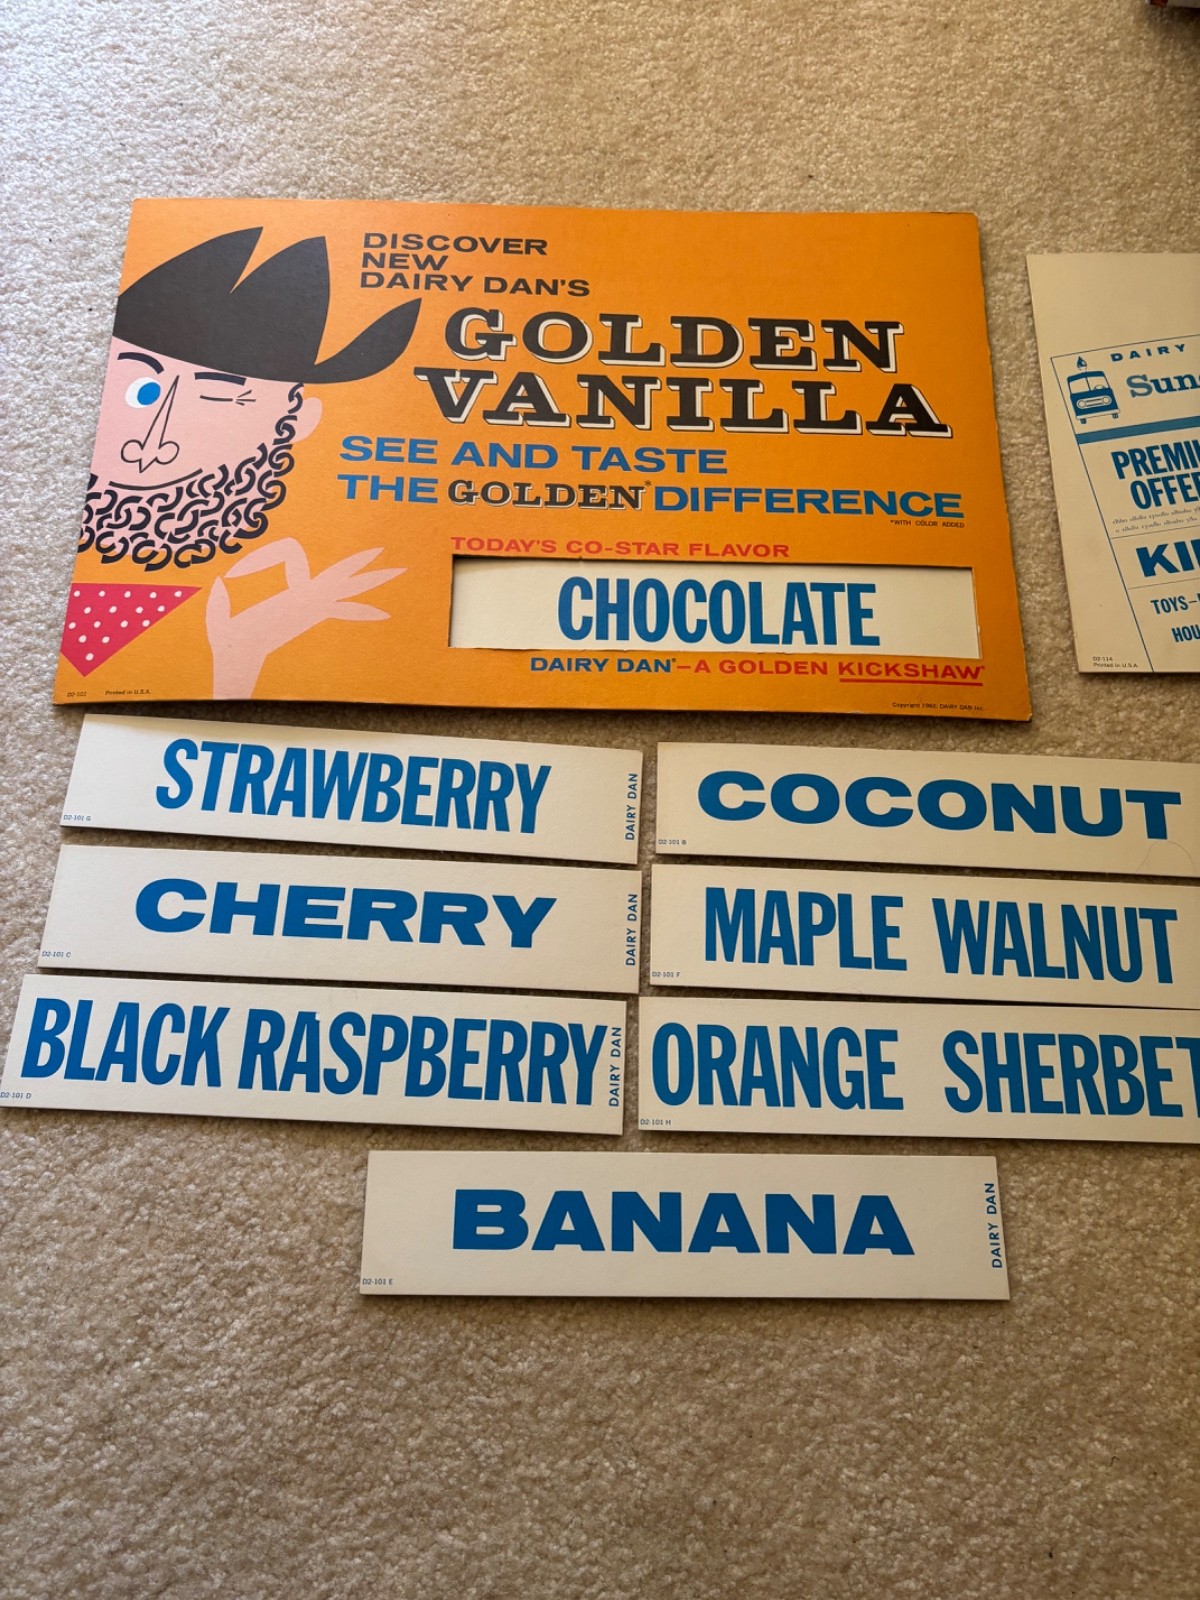 DISCOVER
NEW
DAIRY DAN'S
GOLDEN
VANILLA
SEE AND TASTE
THE GOLDEN* DIFFERENCE
*WITH COLOR ADDED
TODAY'S CO-STAR FLAVOR
CHOCOLATE
DAIRY DAN®—A GOLDEN KICKSHAW®
Printed in U.S.A.
DAIRY
PREMI
OFFER
KI
TOYS—
HOU
D2-114
Printed in U.S.A.
STRAWBERRY
DAIRY DAN
D2-101 G
COCONUT
D2-101 B
CHERRY
DAIRY DAN
D2-101 C
MAPLE WALNUT
D2-101 F
BLACK RASPBERRY
DAIRY DAN
D2-101 D
ORANGE SHERBET
D2-101 H
BANANA
DAIRY DAN
D2-101 E